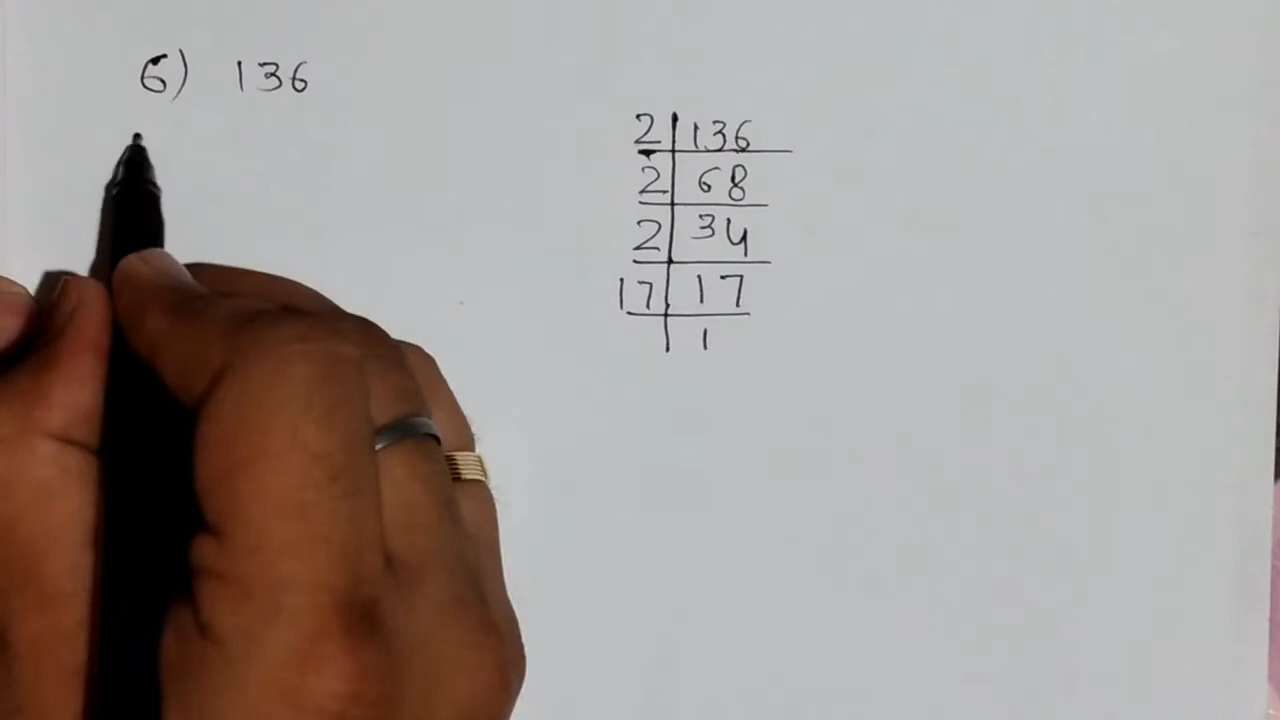 6) 136
2 | 136
2 | 68
2 | 34
17 | 17
| 1